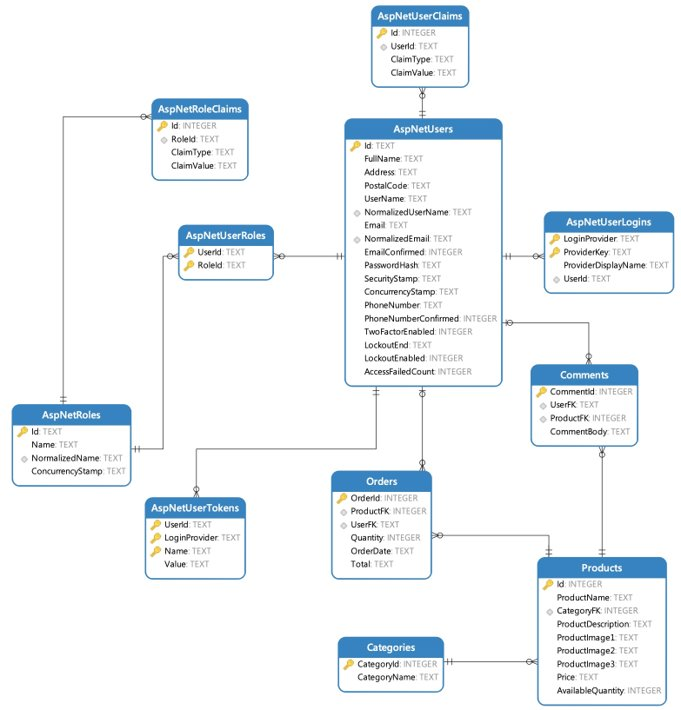 AspNetUserClaims
Id: INTEGER
UserId: TEXT
ClaimType: TEXT
ClaimValue: TEXT
AspNetRoleClaims
Id: INTEGER
RoleId: TEXT
ClaimType: TEXT
ClaimValue: TEXT
AspNetUsers
Id: TEXT
FullName: TEXT
Address: TEXT
PostalCode: TEXT
UserName: TEXT
NormalizedUserName: TEXT
Email: TEXT
NormalizedEmail: TEXT
EmailConfirmed: INTEGER
PasswordHash: TEXT
SecurityStamp: TEXT
ConcurrencyStamp: TEXT
PhoneNumber: TEXT
PhoneNumberConfirmed: INTEGER
TwoFactorEnabled: INTEGER
LockoutEnd: TEXT
LockoutEnabled: INTEGER
AccessFailedCount: INTEGER
AspNetUserRoles
UserId: TEXT
RoleId: TEXT
AspNetUserLogins
LoginProvider: TEXT
ProviderKey: TEXT
ProviderDisplayName: TEXT
UserId: TEXT
Comments
CommentId: INTEGER
UserFK: TEXT
ProductFK: INTEGER
CommentBody: TEXT
AspNetRoles
Id: TEXT
Name: TEXT
NormalizedName: TEXT
ConcurrencyStamp: TEXT
AspNetUserTokens
UserId: TEXT
LoginProvider: TEXT
Name: TEXT
Value: TEXT
Orders
OrderId: INTEGER
ProductFK: INTEGER
UserFK: TEXT
Quantity: INTEGER
OrderDate: TEXT
Total: TEXT
Products
Id: INTEGER
ProductName: TEXT
CategoryFK: INTEGER
ProductDescription: TEXT
ProductImage1: TEXT
ProductImage2: TEXT
ProductImage3: TEXT
Price: TEXT
AvailableQuantity: INTEGER
Categories
CategoryId: INTEGER
CategoryName: TEXT